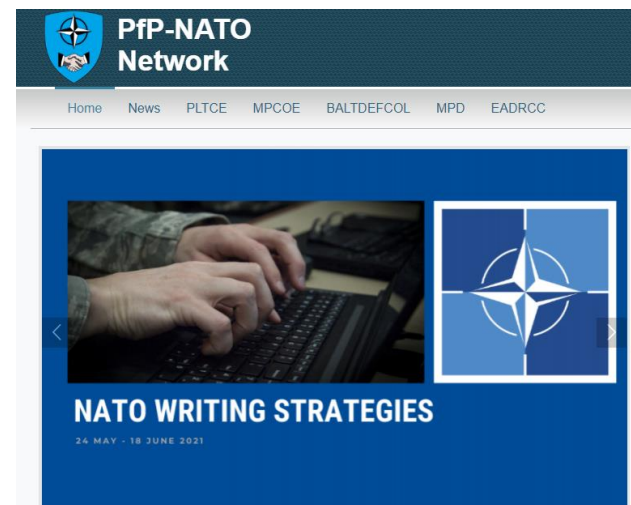 PfP-NATO
Network
Home News PLTCE MPCOE BALTDEFCOL MPD EADRCC
NATO WRITING STRATEGIES
24 MAY - 18 JUNE 2021